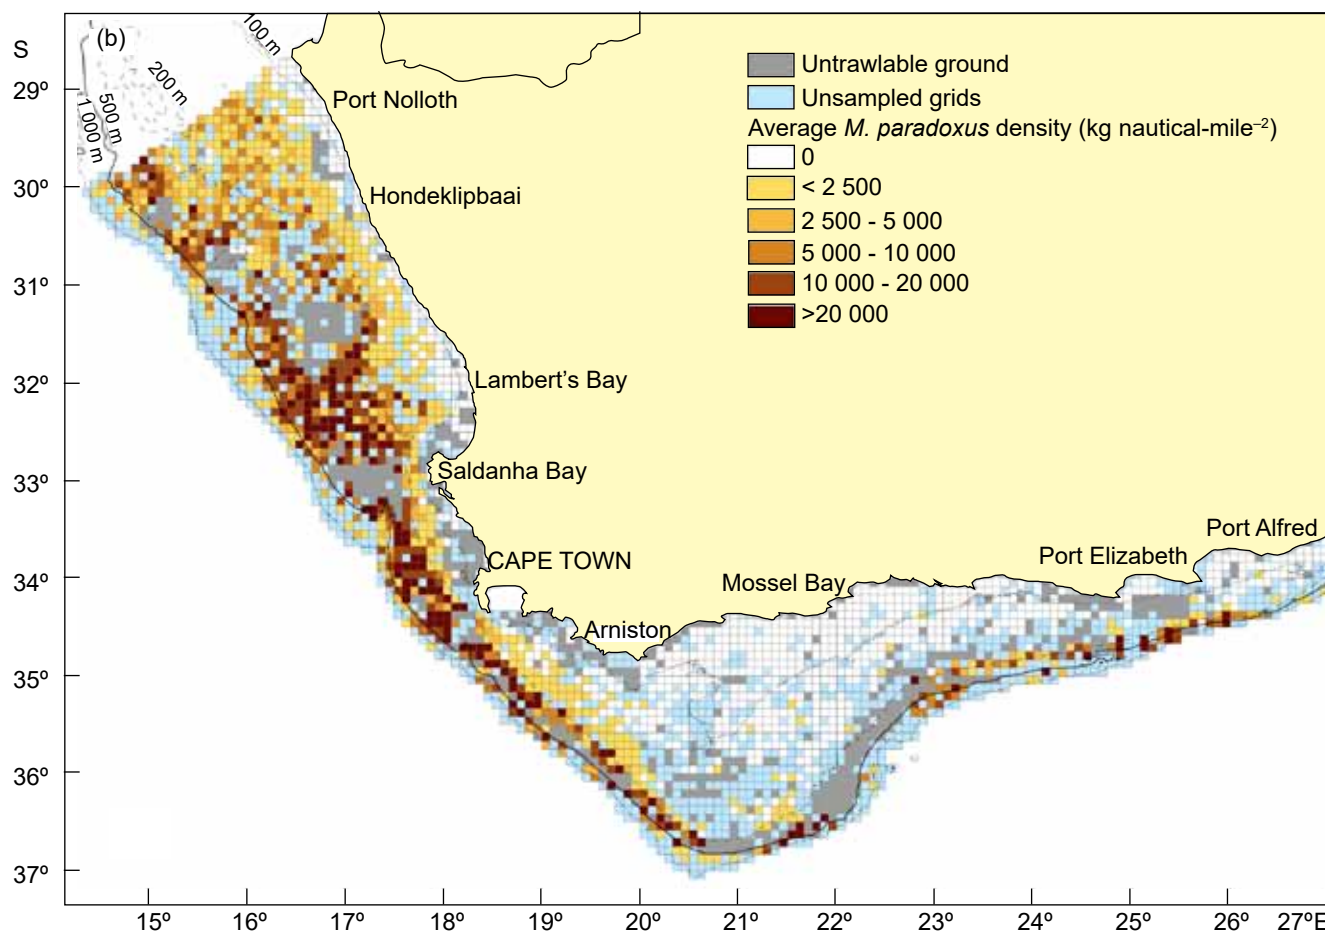 (b)
S
100 m
200 m
500 m
1 000 m
29º
30º
31º
32º
33º
34º
35º
36º
37º
Port Nolloth
Hondeklipbaai
Lambert's Bay
Saldanha Bay
CAPE TOWN
Arniston
Mossel Bay
Port Elizabeth
Port Alfred
Untrawlable ground
Unsampled grids
Average M. paradoxus density (kg nautical-mile⁻²)
0
< 2 500
2 500 - 5 000
5 000 - 10 000
10 000 - 20 000
>20 000
15º 16º 17º 18º 19º 20º 21º 22º 23º 24º 25º 26º 27ºE